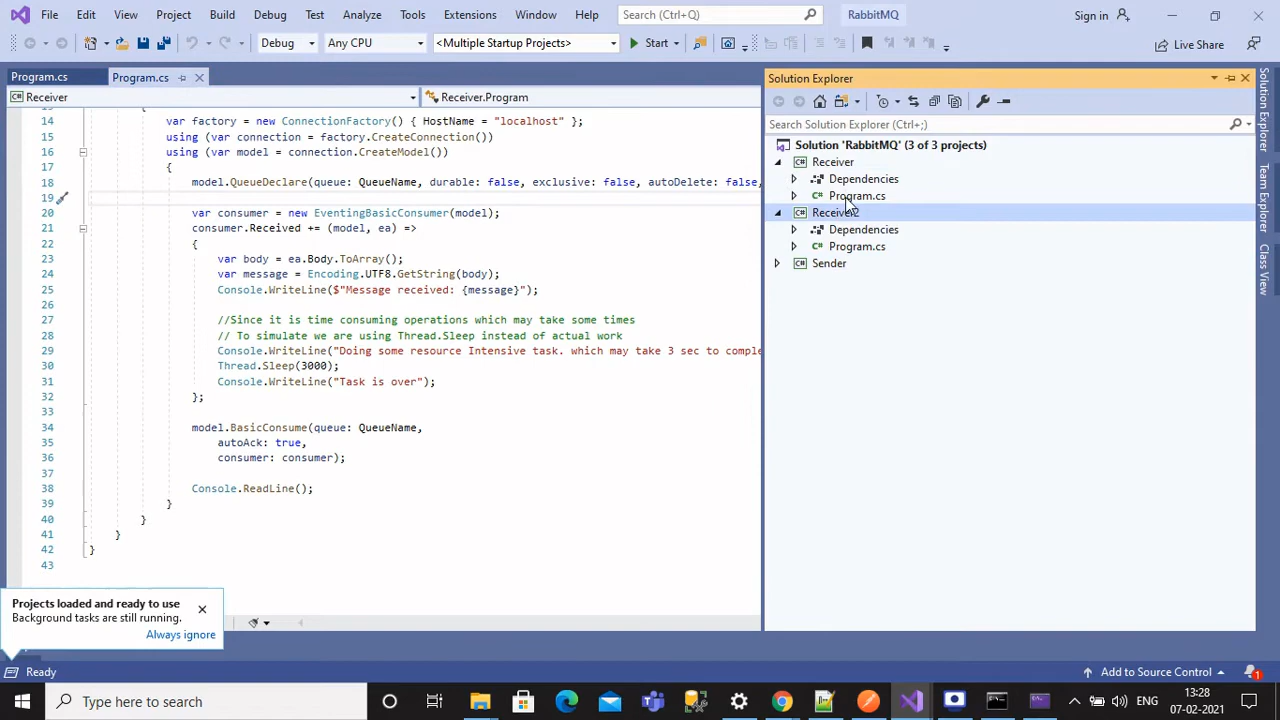 File Edit View Project Build Debug Test Analyze Tools Extensions Window Help Search (Ctrl+Q) RabbitMQ Sign in
Debug Any CPU <Multiple Startup Projects> Start Live Share
Program.cs Program.cs
Receiver Receiver.Program
14 var factory = new ConnectionFactory() { HostName = "localhost" };
15 using (var connection = factory.CreateConnection())
16 using (var model = connection.CreateModel())
17 {
18 model.QueueDeclare(queue: QueueName, durable: false, exclusive: false, autoDelete: false,
19
20 var consumer = new EventingBasicConsumer(model);
21 consumer.Received += (model, ea) =>
22 {
23 var body = ea.Body.ToArray();
24 var message = Encoding.UTF8.GetString(body);
25 Console.WriteLine($"Message received: {message}");
26
27 //Since it is time consuming operations which may take some times
28 // To simulate we are using Thread.Sleep instead of actual work
29 Console.WriteLine("Doing some resource Intensive task. which may take 3 sec to comple
30 Thread.Sleep(3000);
31 Console.WriteLine("Task is over");
32 };
33
34 model.BasicConsume(queue: QueueName,
35 autoAck: true,
36 consumer: consumer);
37
38 Console.ReadLine();
39 }
40 }
41 }
42 }
43
Projects loaded and ready to use
Background tasks are still running.
Always ignore
Solution Explorer
Search Solution Explorer (Ctrl+;)
Solution 'RabbitMQ' (3 of 3 projects)
C# Receiver
Dependencies
C# Program.cs
C#
Dependencies
C# Program.cs
C# Sender
Solution Explorer
Team Explorer
Class View
Ready Add to Source Control 1
Type here to search ENG 13:28
07-02-2021